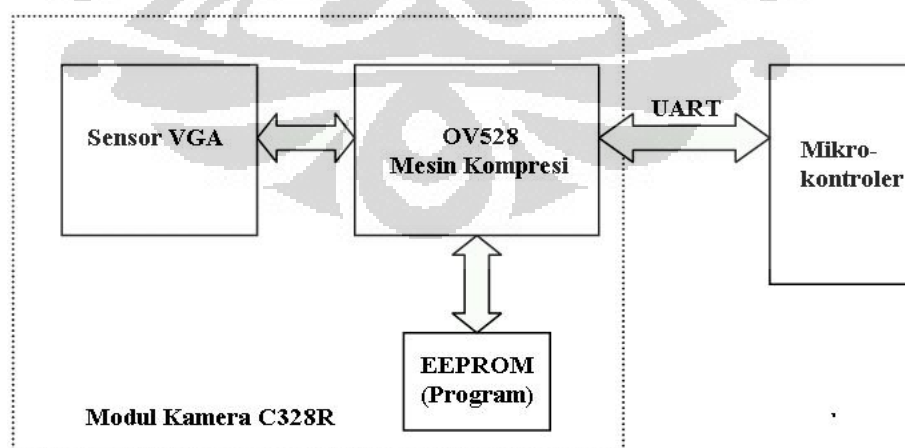 Sensor VGA
OV528
Mesin Kompresi
UART
Mikro-
kontroler
EEPROM
(Program)
Modul Kamera C328R